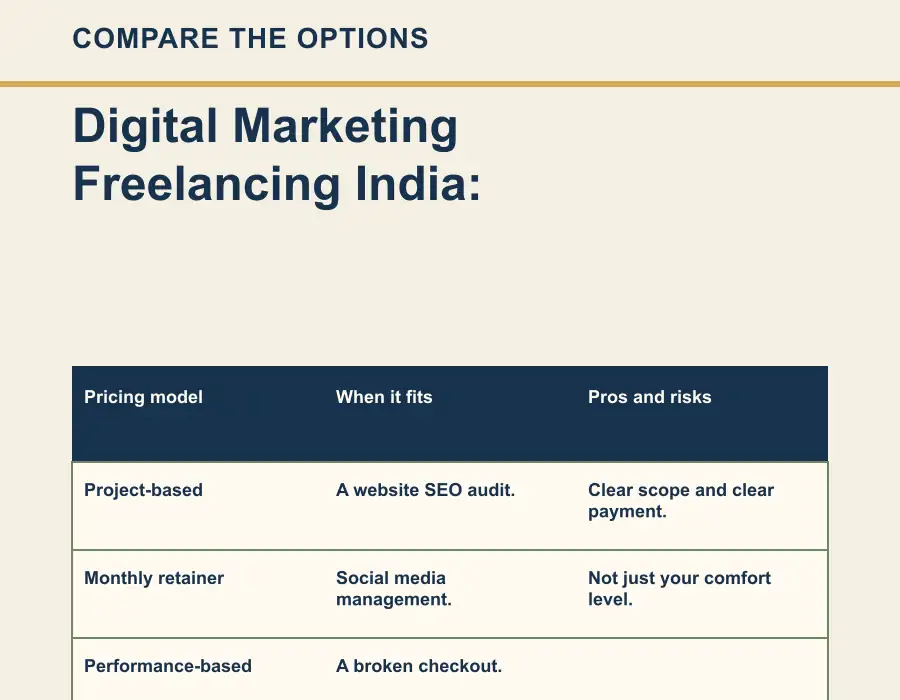 COMPARE THE OPTIONS
Digital Marketing
Freelancing India:
Pricing model
When it fits
Pros and risks
Project-based
A website SEO audit.
Clear scope and clear
payment.
Monthly retainer
Social media
management.
Not just your comfort
level.
Performance-based
A broken checkout.